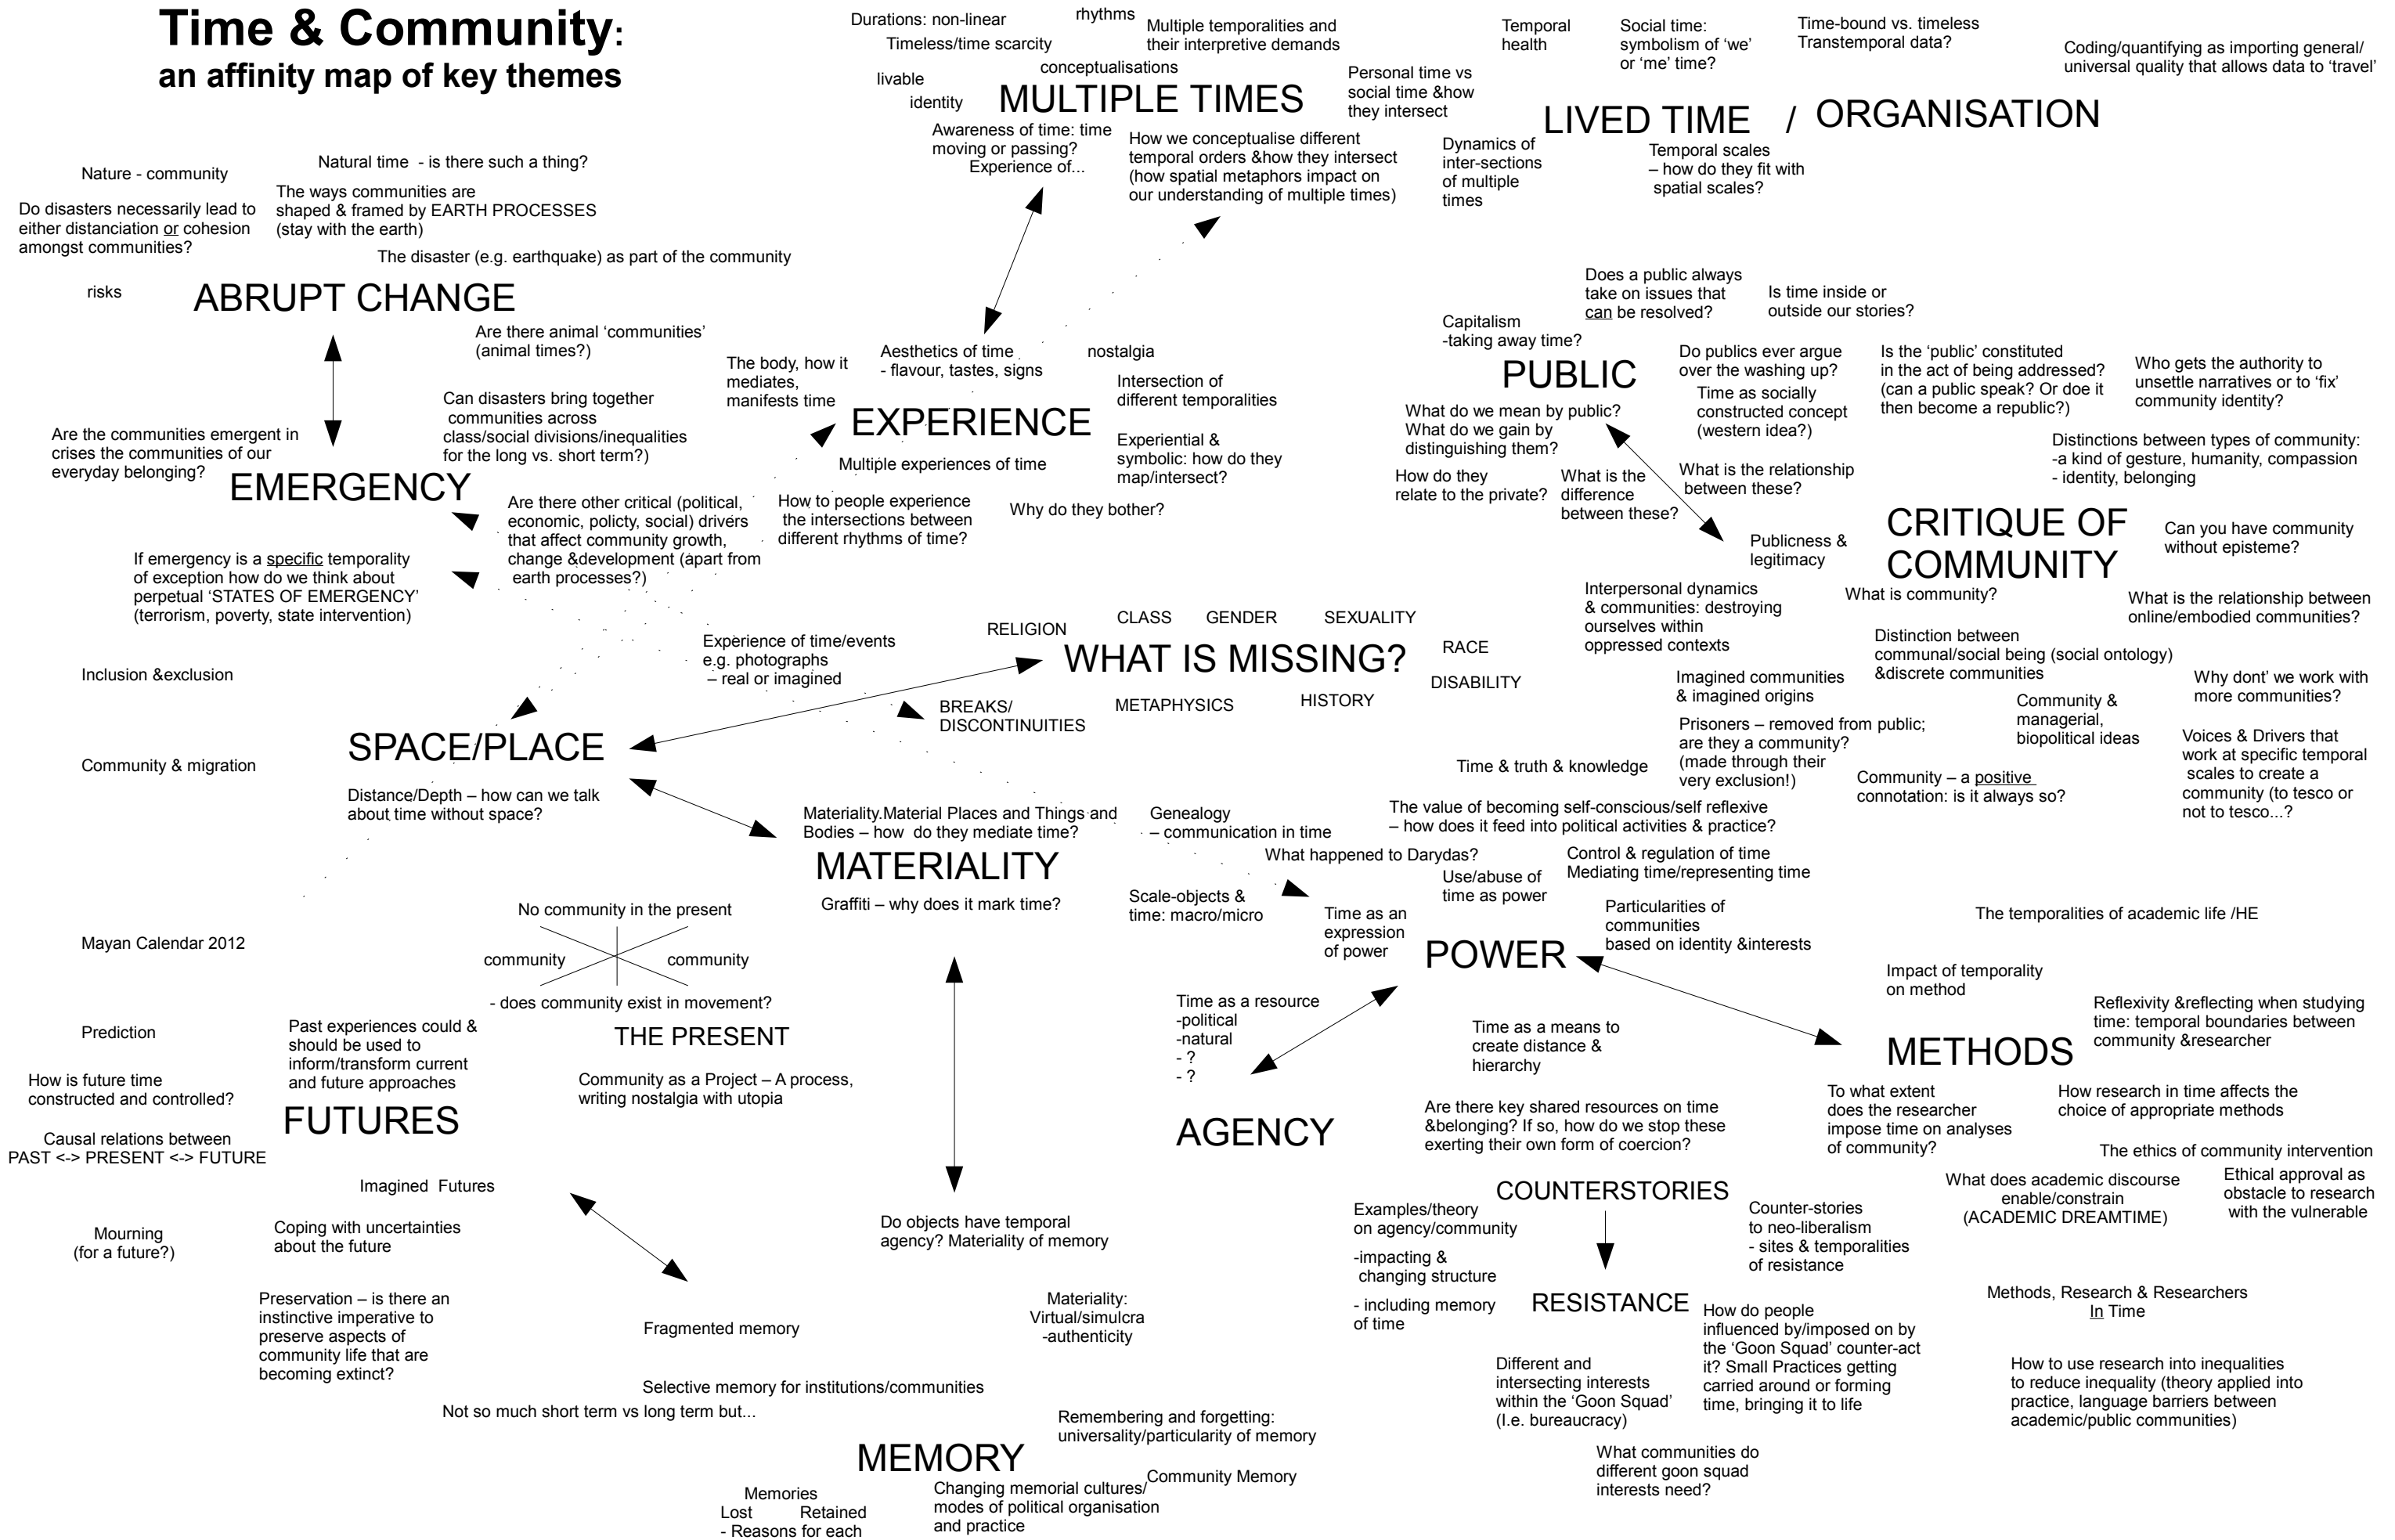 Time & Community:
an affinity map of key themes
Durations: non-linear
rhythms
Timeless/time scarcity
Multiple temporalities and
their interpretive demands
livable
conceptualisations
identity
MULTIPLE TIMES
Personal time vs
social time &how
they intersect
Awareness of time: time
moving or passing?
Experience of...
How we conceptualise different
temporal orders &how they intersect
(how spatial metaphors impact on
our understanding of multiple times)
Temporal
health
Social time:
symbolism of ‘we’
or ‘me’ time?
Time-bound vs. timeless
Transtemporal data?
Coding/quantifying as importing general/
universal quality that allows data to ‘travel’
LIVED TIME / ORGANISATION
Dynamics of
inter-sections
of multiple
times
Temporal scales
– how do they fit with
spatial scales?
Natural time - is there such a thing?
Nature - community
The ways communities are
shaped & framed by EARTH PROCESSES
(stay with the earth)
Do disasters necessarily lead to
either distanciation or cohesion
amongst communities?
The disaster (e.g. earthquake) as part of the community
risks
ABRUPT CHANGE
Are there animal ‘communities’
(animal times?)
Can disasters bring together
communities across
class/social divisions/inequalities
for the long vs. short term?)
Are the communities emergent in
crises the communities of our
everyday belonging?
EMERGENCY
Are there other critical (political,
economic, policty, social) drivers
that affect community growth,
change &development (apart from
earth processes?)
If emergency is a specific temporality
of exception how do we think about
perpetual ‘STATES OF EMERGENCY’
(terrorism, poverty, state intervention)
The body, how it
mediates,
manifests time
Aesthetics of time
- flavour, tastes, signs
nostalgia
Intersection of
different temporalities
EXPERIENCE
Experiential &
symbolic: how do they
map/intersect?
Multiple experiences of time
How to people experience
the intersections between
different rhythms of time?
Why do they bother?
Does a public always
take on issues that
can be resolved?
Is time inside or
outside our stories?
Capitalism
-taking away time?
PUBLIC
Do publics ever argue
over the washing up?
Is the ‘public’ constituted
in the act of being addressed?
(can a public speak? Or doe it
then become a republic?)
Who gets the authority to
unsettle narratives or to ‘fix’
community identity?
Time as socially
constructed concept
(western idea?)
What do we mean by public?
What do we gain by
distinguishing them?
Distinctions between types of community:
-a kind of gesture, humanity, compassion
- identity, belonging
How do they
relate to the private?
What is the
difference
between these?
What is the relationship
between these?
CRITIQUE OF
COMMUNITY
Can you have community
without episteme?
Publicness &
legitimacy
Interpersonal dynamics
& communities: destroying
ourselves within
oppressed contexts
What is community?
What is the relationship between
online/embodied communities?
Distinction between
communal/social being (social ontology)
&discrete communities
Imagined communities
& imagined origins
Why dont’ we work with
more communities?
Community &
managerial,
biopolitical ideas
Prisoners – removed from public;
are they a community?
(made through their
very exclusion!)
Voices & Drivers that
work at specific temporal
scales to create a
community (to tesco or
not to tesco...?
Community – a positive
connotation: is it always so?
Experience of time/events
e.g. photographs
– real or imagined
RELIGION
CLASS
GENDER
SEXUALITY
WHAT IS MISSING?
RACE
DISABILITY
BREAKS/
DISCONTINUITIES
METAPHYSICS
HISTORY
Inclusion &exclusion
SPACE/PLACE
Community & migration
Distance/Depth – how can we talk
about time without space?
Time & truth & knowledge
Materiality.Material Places and Things and
Bodies – how do they mediate time?
MATERIALITY
Graffiti – why does it mark time?
Genealogy
– communication in time
The value of becoming self-conscious/self reflexive
– how does it feed into political activities & practice?
What happened to Darydas?
Control & regulation of time
Mediating time/representing time
Use/abuse of
time as power
Scale-objects &
time: macro/micro
Time as an
expression
of power
Particularities of
communities
based on identity &interests
POWER
The temporalities of academic life /HE
Impact of temporality
on method
Reflexivity &reflecting when studying
time: temporal boundaries between
community &researcher
METHODS
No community in the present
community
community
- does community exist in movement?
THE PRESENT
Community as a Project – A process,
writing nostalgia with utopia
Mayan Calendar 2012
Prediction
Past experiences could &
should be used to
inform/transform current
and future approaches
How is future time
constructed and controlled?
FUTURES
Causal relations between
PAST <-> PRESENT <-> FUTURE
Imagined Futures
Mourning
(for a future?)
Coping with uncertainties
about the future
Preservation – is there an
instinctive imperative to
preserve aspects of
community life that are
becoming extinct?
Time as a resource
-political
-natural
- ?
- ?
Time as a means to
create distance &
hierarchy
AGENCY
Are there key shared resources on time
&belonging? If so, how do we stop these
exerting their own form of coercion?
To what extent
does the researcher
impose time on analyses
of community?
How research in time affects the
choice of appropriate methods
The ethics of community intervention
What does academic discourse
enable/constrain
(ACADEMIC DREAMTIME)
Ethical approval as
obstacle to research
with the vulnerable
COUNTERSTORIES
Examples/theory
on agency/community
-impacting &
changing structure
- including memory
of time
Counter-stories
to neo-liberalism
- sites & temporalities
of resistance
RESISTANCE
How do people
influenced by/imposed on by
the ‘Goon Squad’ counter-act
it? Small Practices getting
carried around or forming
time, bringing it to life
Different and
intersecting interests
within the ‘Goon Squad’
(I.e. bureaucracy)
What communities do
different goon squad
interests need?
Methods, Research & Researchers
In Time
How to use research into inequalities
to reduce inequality (theory applied into
practice, language barriers between
academic/public communities)
Do objects have temporal
agency? Materiality of memory
Materiality:
Virtual/simulcra
-authenticity
Fragmented memory
Selective memory for institutions/communities
Not so much short term vs long term but...
Remembering and forgetting:
universality/particularity of memory
MEMORY
Community Memory
Memories
Lost Retained
- Reasons for each
Changing memorial cultures/
modes of political organisation
and practice